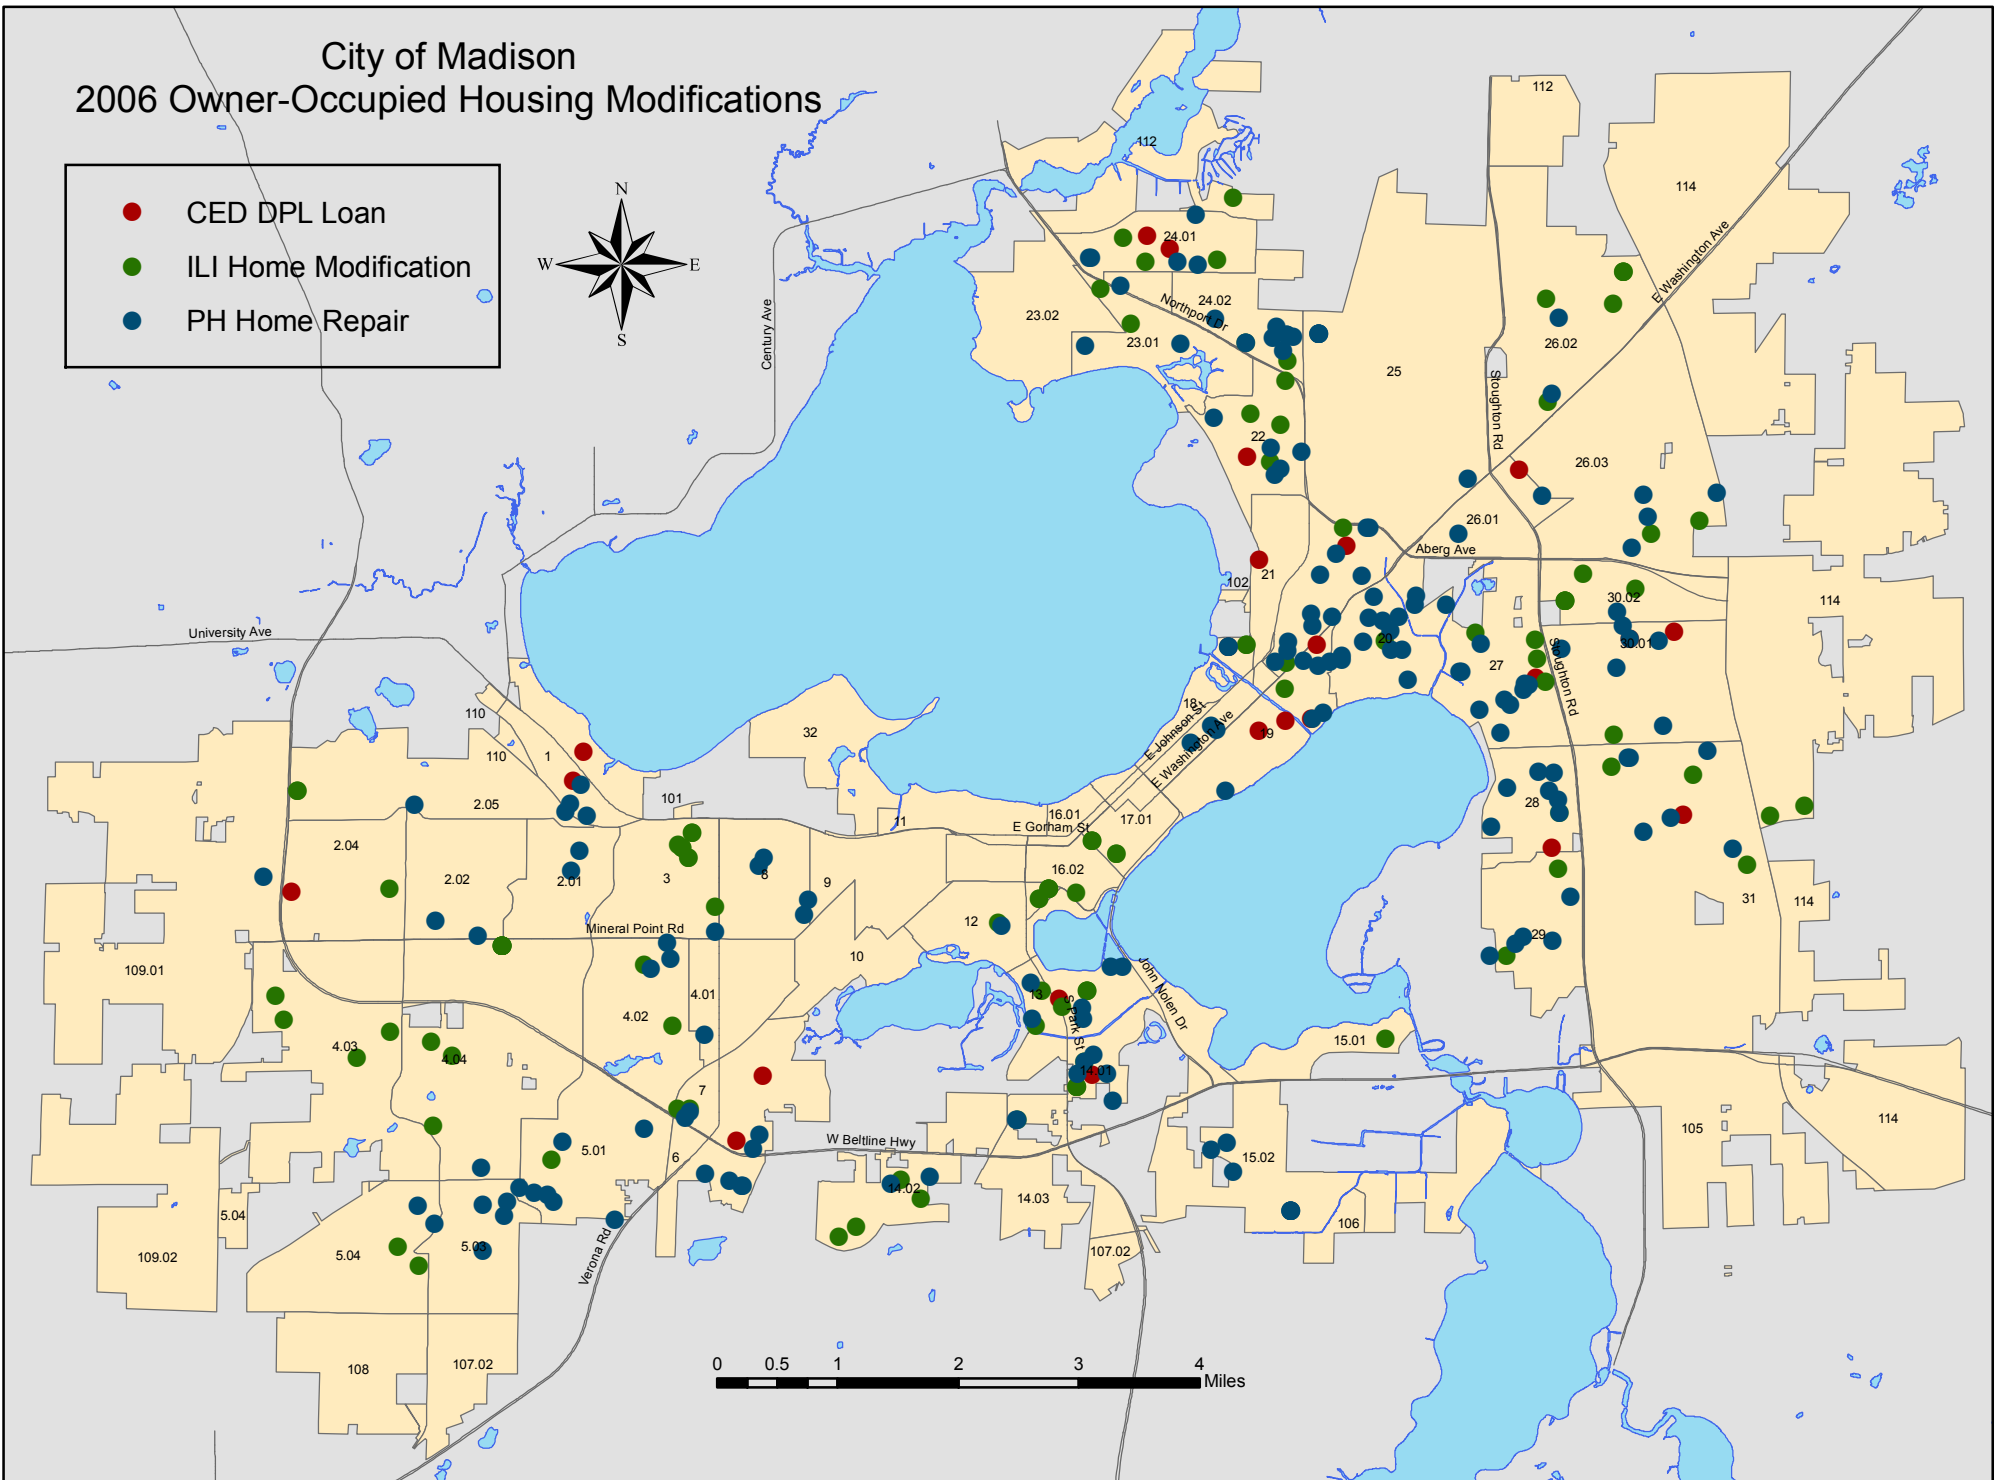 City of Madison
2006 Owner-Occupied Housing Modifications
CED DPL Loan
ILI Home Modification
PH Home Repair
N
W
E
S
112
112
114
24.01
Century Ave
E Washington Ave
24.02
Northport Dr
23.02
23.01
26.02
25
Stoughton Rd
22
26.03
26.01
Aberg Ave
21
102
30.02
114
University Ave
20
30.01
27
Stoughton Rd
18
110
32
E Johnson St
E Washington Ave
19
110
1
101
2.05
28
16.01
17.01
11
E Gorham St
2.04
16.02
2.02
2.01
3
8
9
31
114
Mineral Point Rd
12
29
10
109.01
John Nolen Dr
13
4.01
S Park St
4.02
4.03
4.04
15.01
14.01
7
114
105
W Beltline Hwy
5.01
6
15.02
14.02
14.03
5.04
106
5.03
5.04
109.02
107.02
Verona Rd
108
107.02
0 0.5 1 2 3 4
Miles